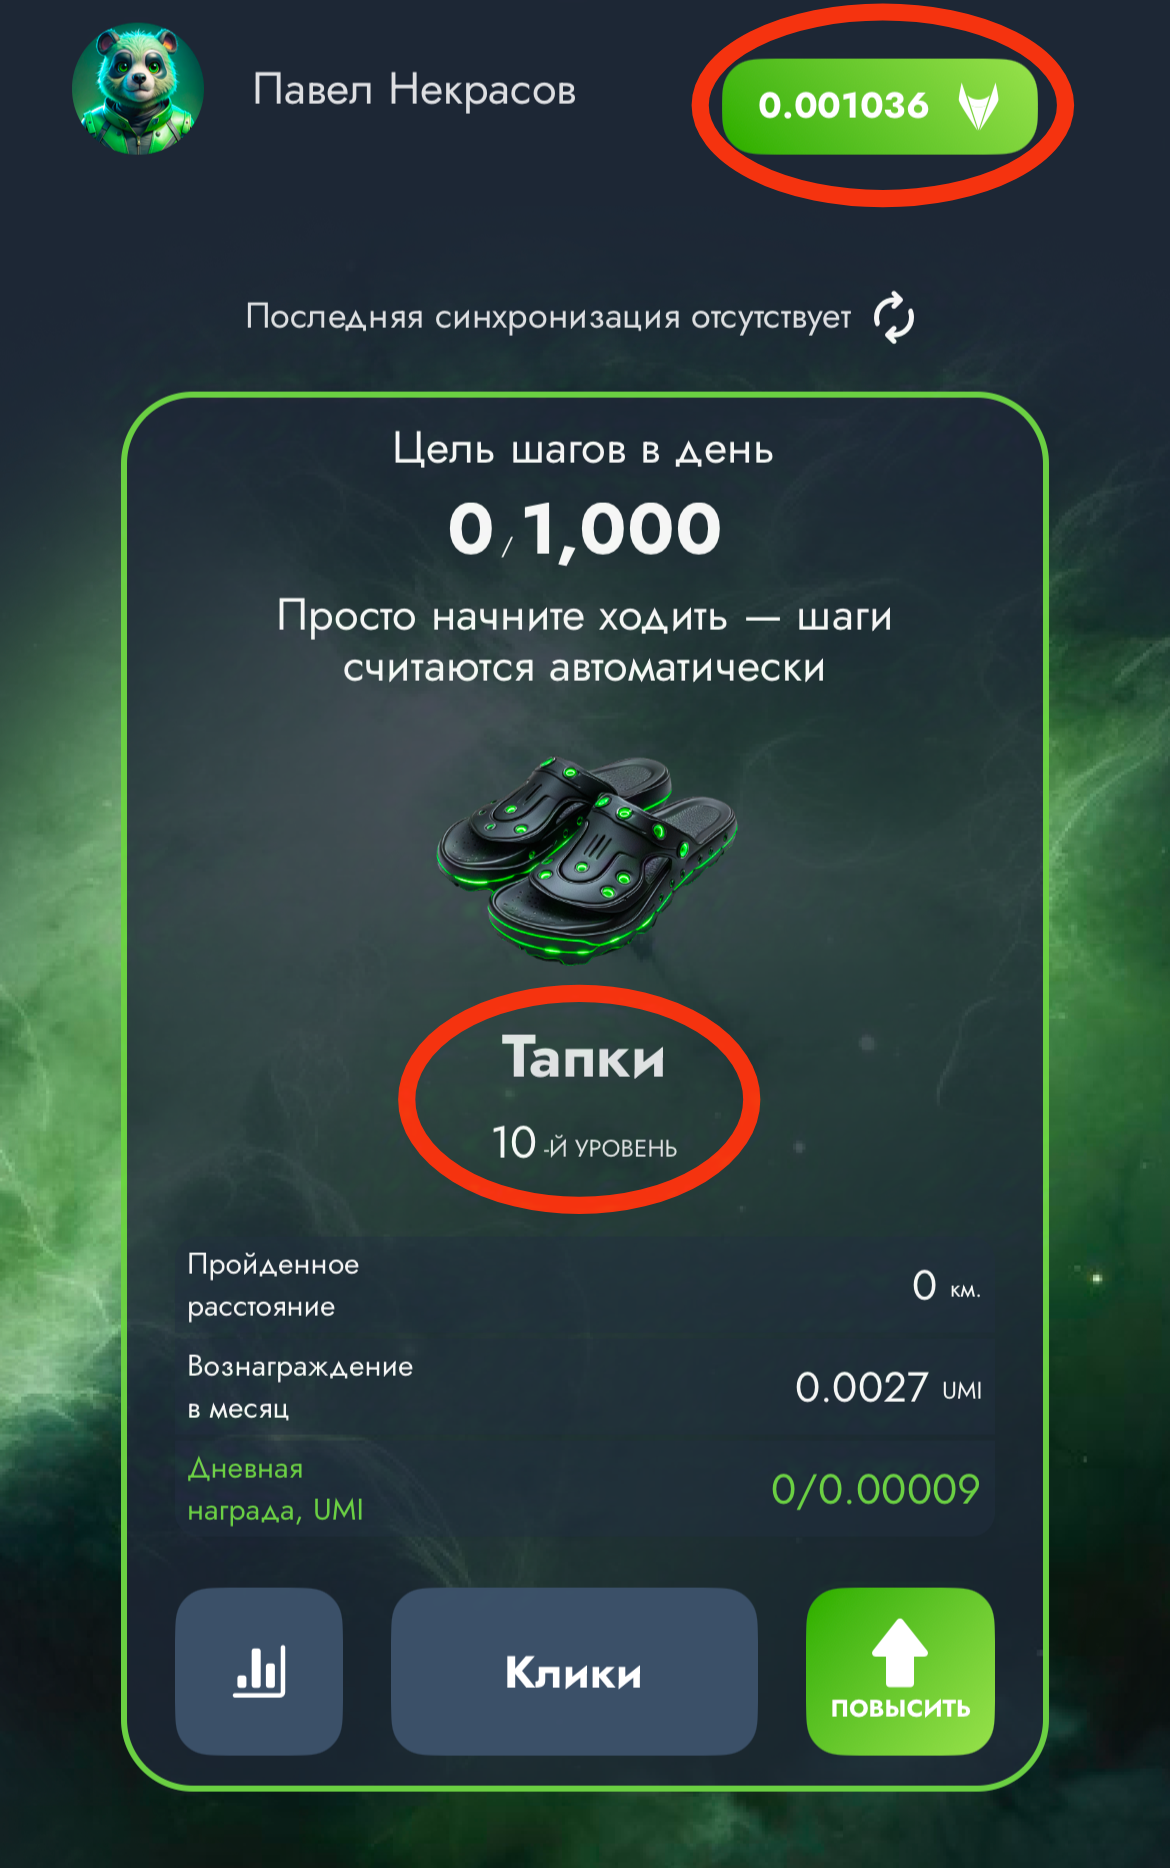 Павел Некрасов
0.001036
Последняя синхронизация отсутствует
Цель шагов в день
0/1,000
Просто начните ходить — шаги
считаются автоматически
Тапки
10 -Й УРОВЕНЬ
Пройденное
расстояние
0 км.
Вознаграждение
в месяц
0.0027 UMI
Дневная
награда, UMI
0/0.00009
Клики
ПОВЫСИТЬ